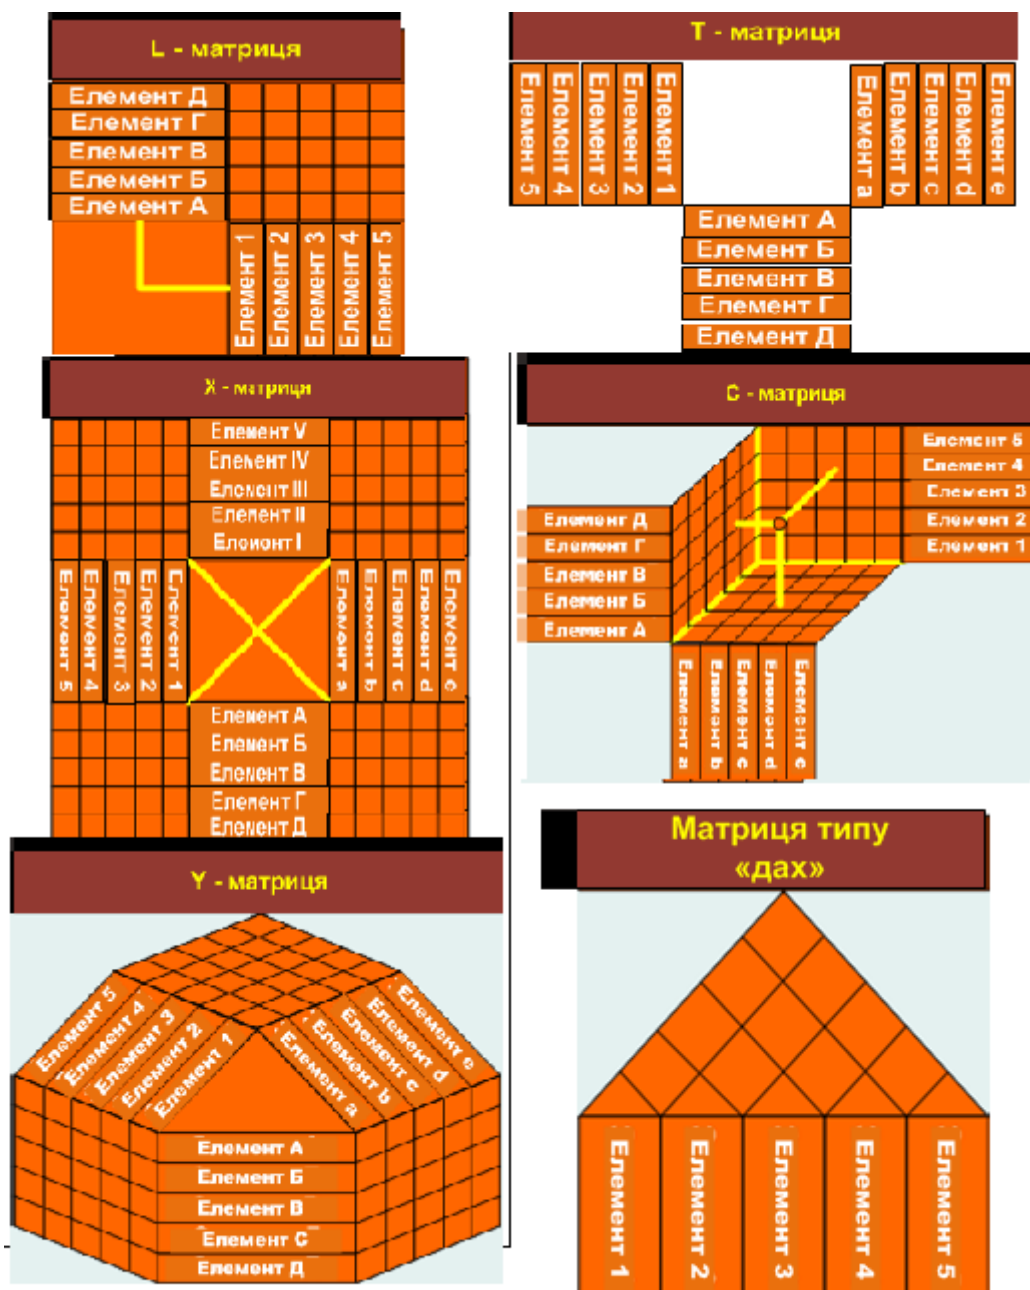 L - матриця
Елемент Д
Елемент Г
Елемент В
Елемент Б
Елемент А
Елемент 1
Елемент 2
Елемент 3
Елемент 4
Елемент 5
Т - матриця
Елемент 5
Елемент 4
Елемент 3
Елемент 2
Елемент 1
Елемент a
Елемент b
Елемент c
Елемент d
Елемент e
Елемент А
Елемент Б
Елемент В
Елемент Г
Елемент Д
X - матриця
Елемент V
Елемент IV
Елемент III
Елемент II
Елемент I
Елемент 5
Елемент 4
Елемент 3
Елемент 2
Елемент 1
Елемент a
Елемент b
Елемент c
Елемент d
Елемент e
Елемент А
Елемент Б
Елемент В
Елемент Г
Елемент Д
С - матриця
Елемент 5
Елемент 4
Елемент 3
Елемент 2
Елемент 1
Елемент Д
Елемент Г
Елемент В
Елемент Б
Елемент А
Елемент a
Елемент b
Елемент c
Елемент d
Елемент e
Y - матриця
Елемент 5
Елемент 4
Елемент 3
Елемент 2
Елемент 1
Елемент a
Елемент b
Елемент c
Елемент d
Елемент e
Елемент А
Елемент Б
Елемент В
Елемент С
Елемент Д
Матриця типу
«дах»
Елемент 1
Елемент 2
Елемент 3
Елемент 4
Елемент 5